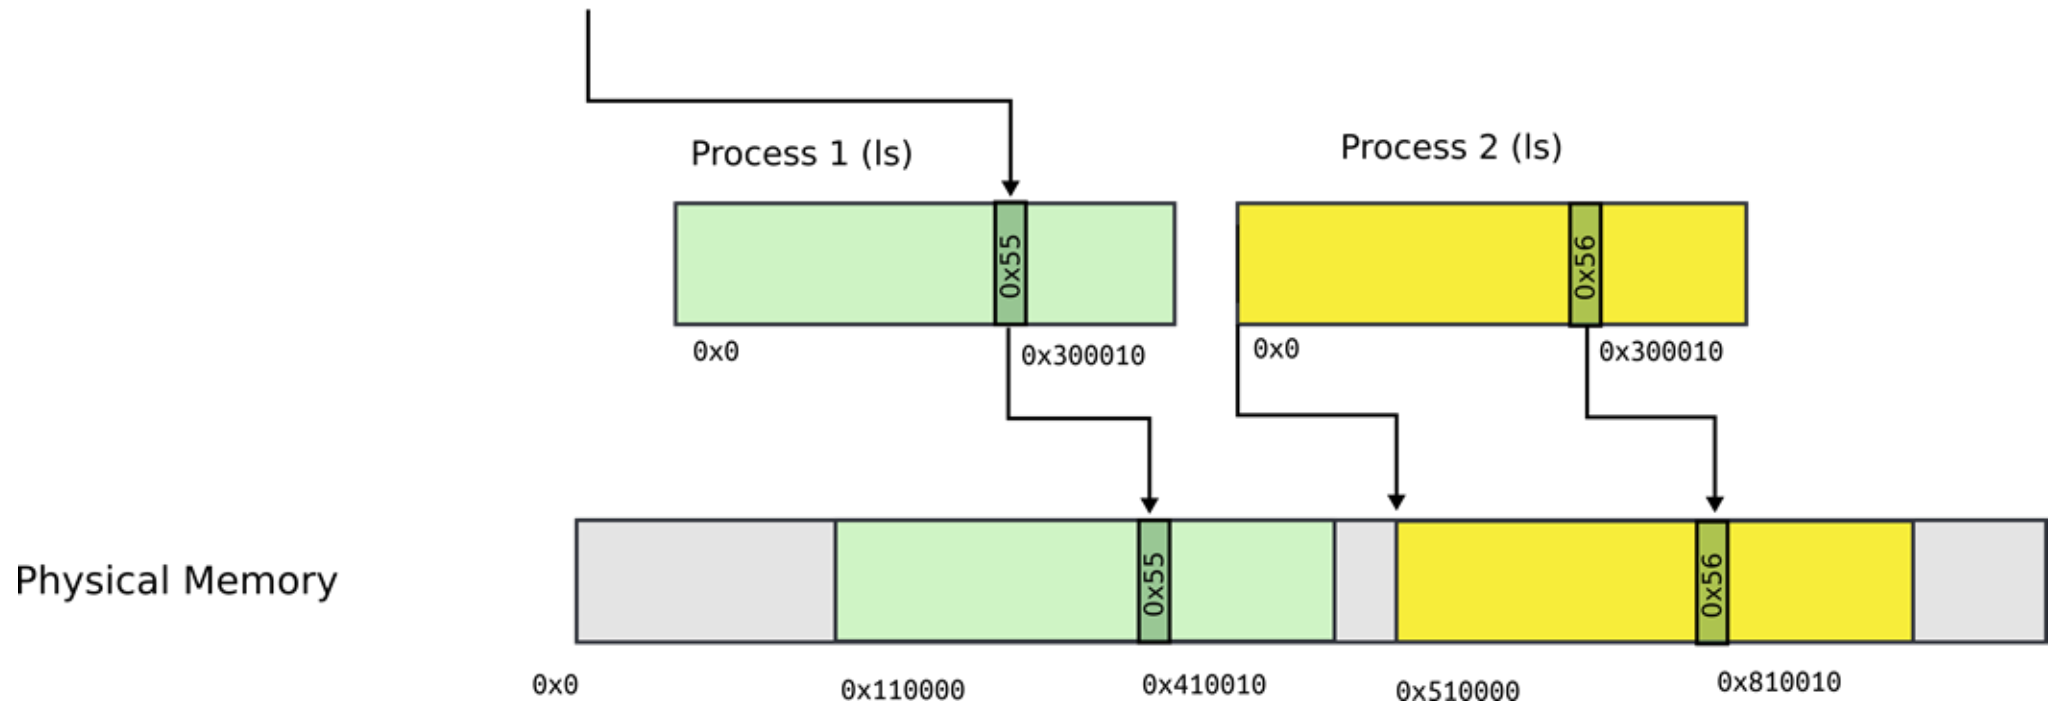 Process 1 (ls)
Process 2 (ls)
0x55
0x56
0x0
0x300010
0x0
0x300010
Physical Memory
0x55
0x56
0x0
0x110000
0x410010
0x510000
0x810010